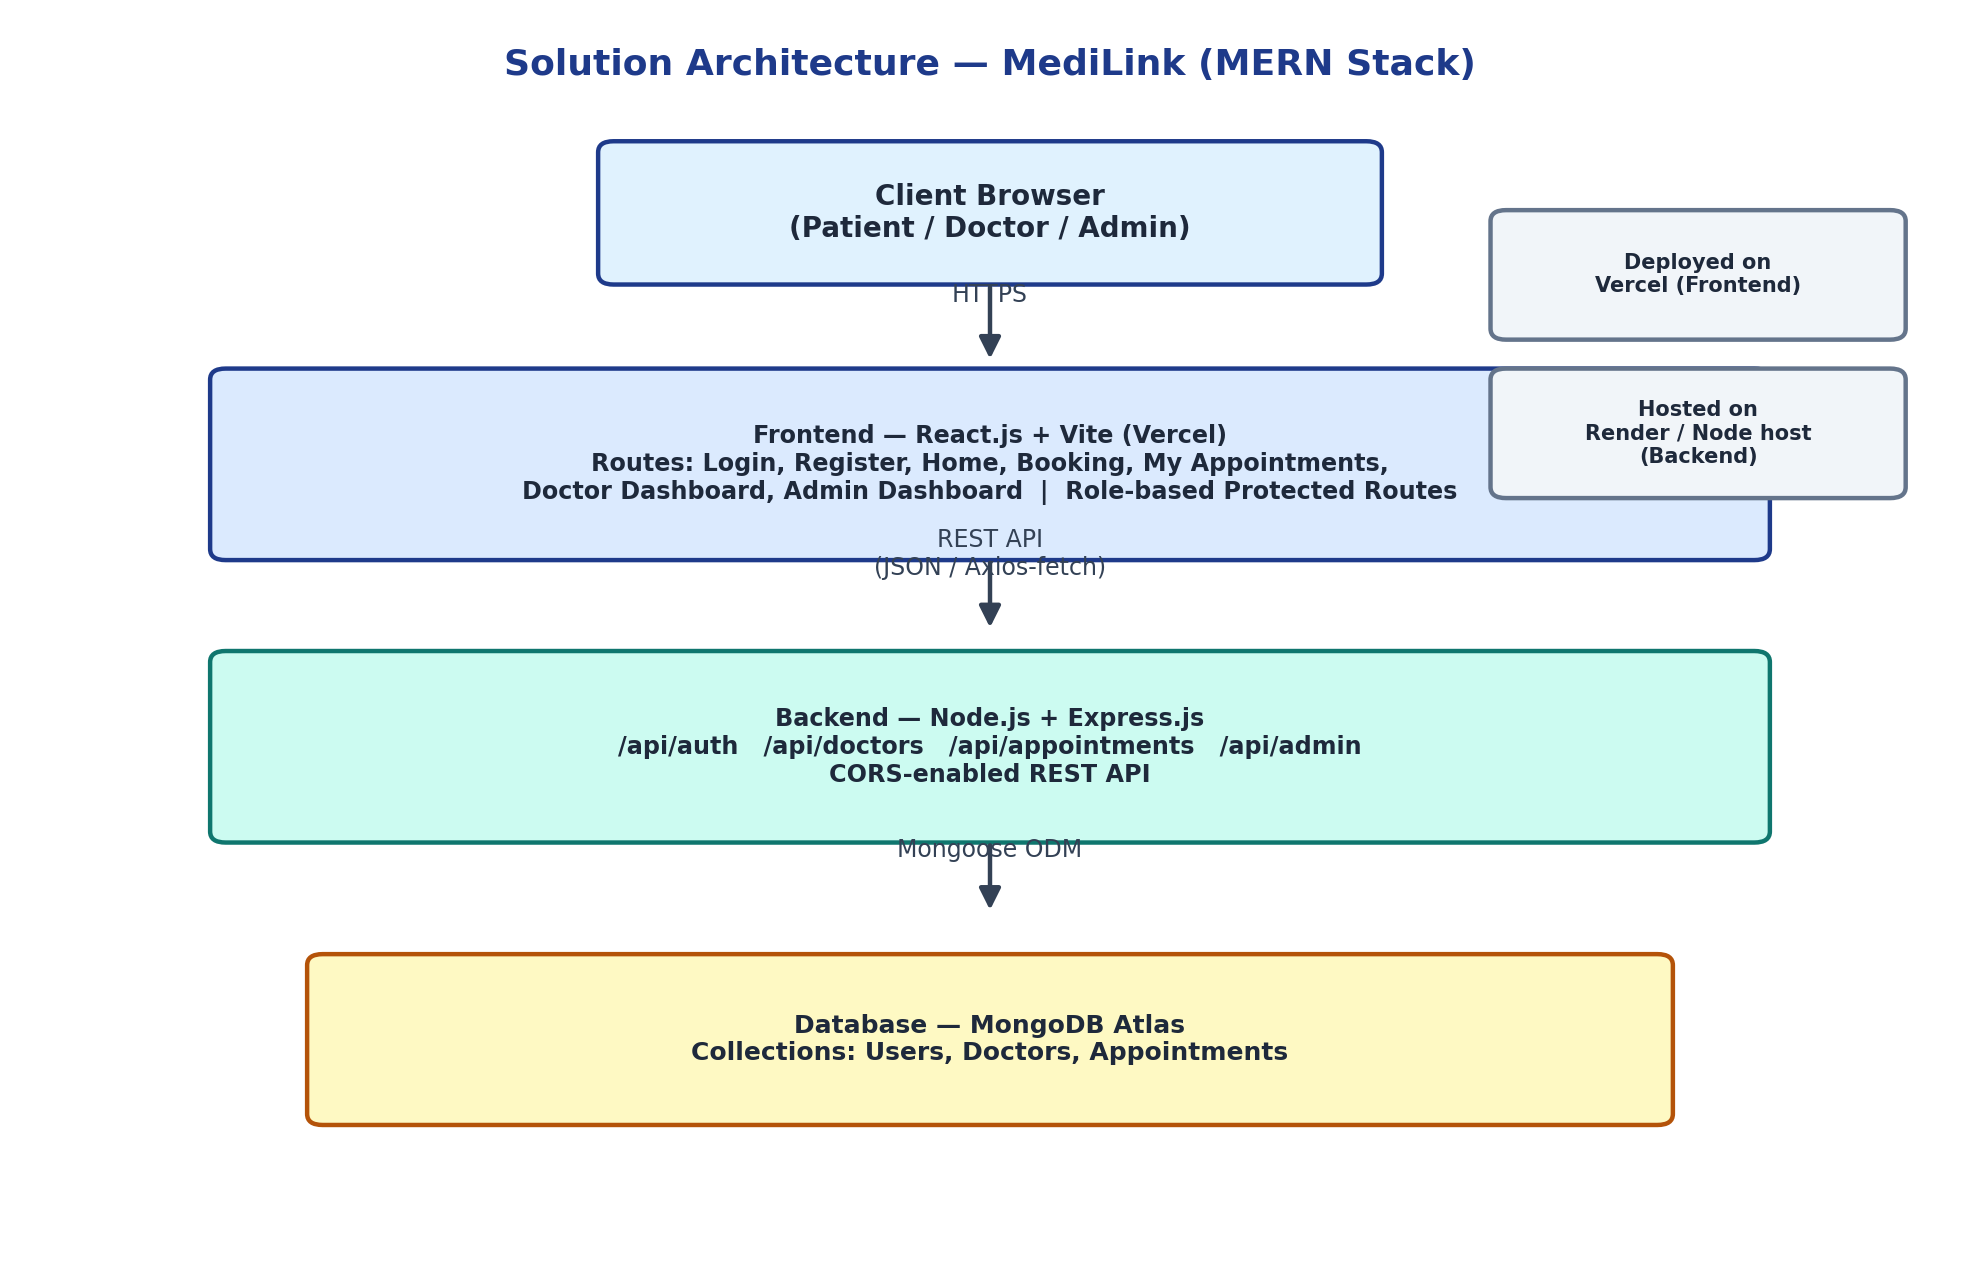 Solution Architecture — MediLink (MERN Stack)
Client Browser
(Patient / Doctor / Admin)
HTTPS
Deployed on
Vercel (Frontend)
Frontend — React.js + Vite (Vercel)
Routes: Login, Register, Home, Booking, My Appointments,
Doctor Dashboard, Admin Dashboard | Role-based Protected Routes
Hosted on
Render / Node host
(Backend)
REST API
(JSON / Axios-fetch)
Backend — Node.js + Express.js
/api/auth /api/doctors /api/appointments /api/admin
CORS-enabled REST API
Mongoose ODM
Database — MongoDB Atlas
Collections: Users, Doctors, Appointments